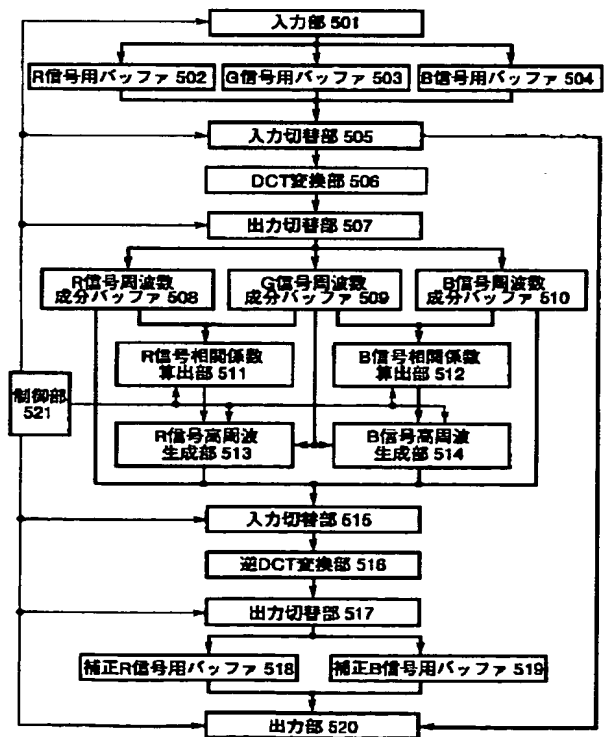 入力部 501
R信号用バッファ 502
G信号用バッファ 503
B信号用バッファ 504
入力切替部 505
DCT変換部 506
出力切替部 507
R信号周波数
成分バッファ 508
G信号周波数
成分バッファ 509
B信号周波数
成分バッファ 510
R信号相関係数
算出部 511
B信号相関係数
算出部 512
制御部
521
R信号高周波
生成部 513
B信号高周波
生成部 514
入力切替部 515
逆DCT変換部 516
出力切替部 517
補正R信号用バッファ 518
補正B信号用バッファ 519
出力部 520